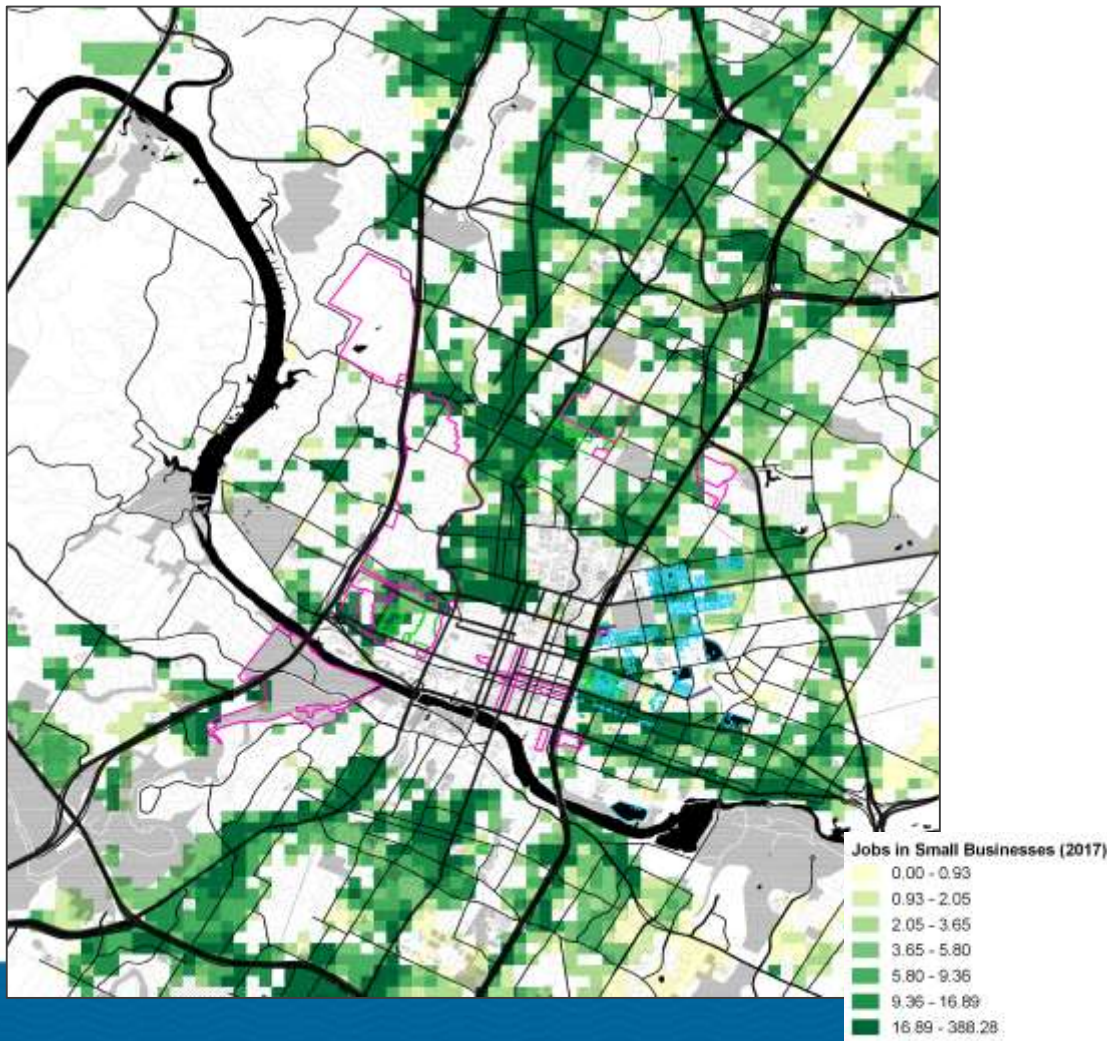 Jobs in Small Businesses (2017)
0.00 - 0.93
0.93 - 2.05
2.05 - 3.65
3.65 - 5.80
5.80 - 9.36
9.36 - 16.89
16.89 - 388.28